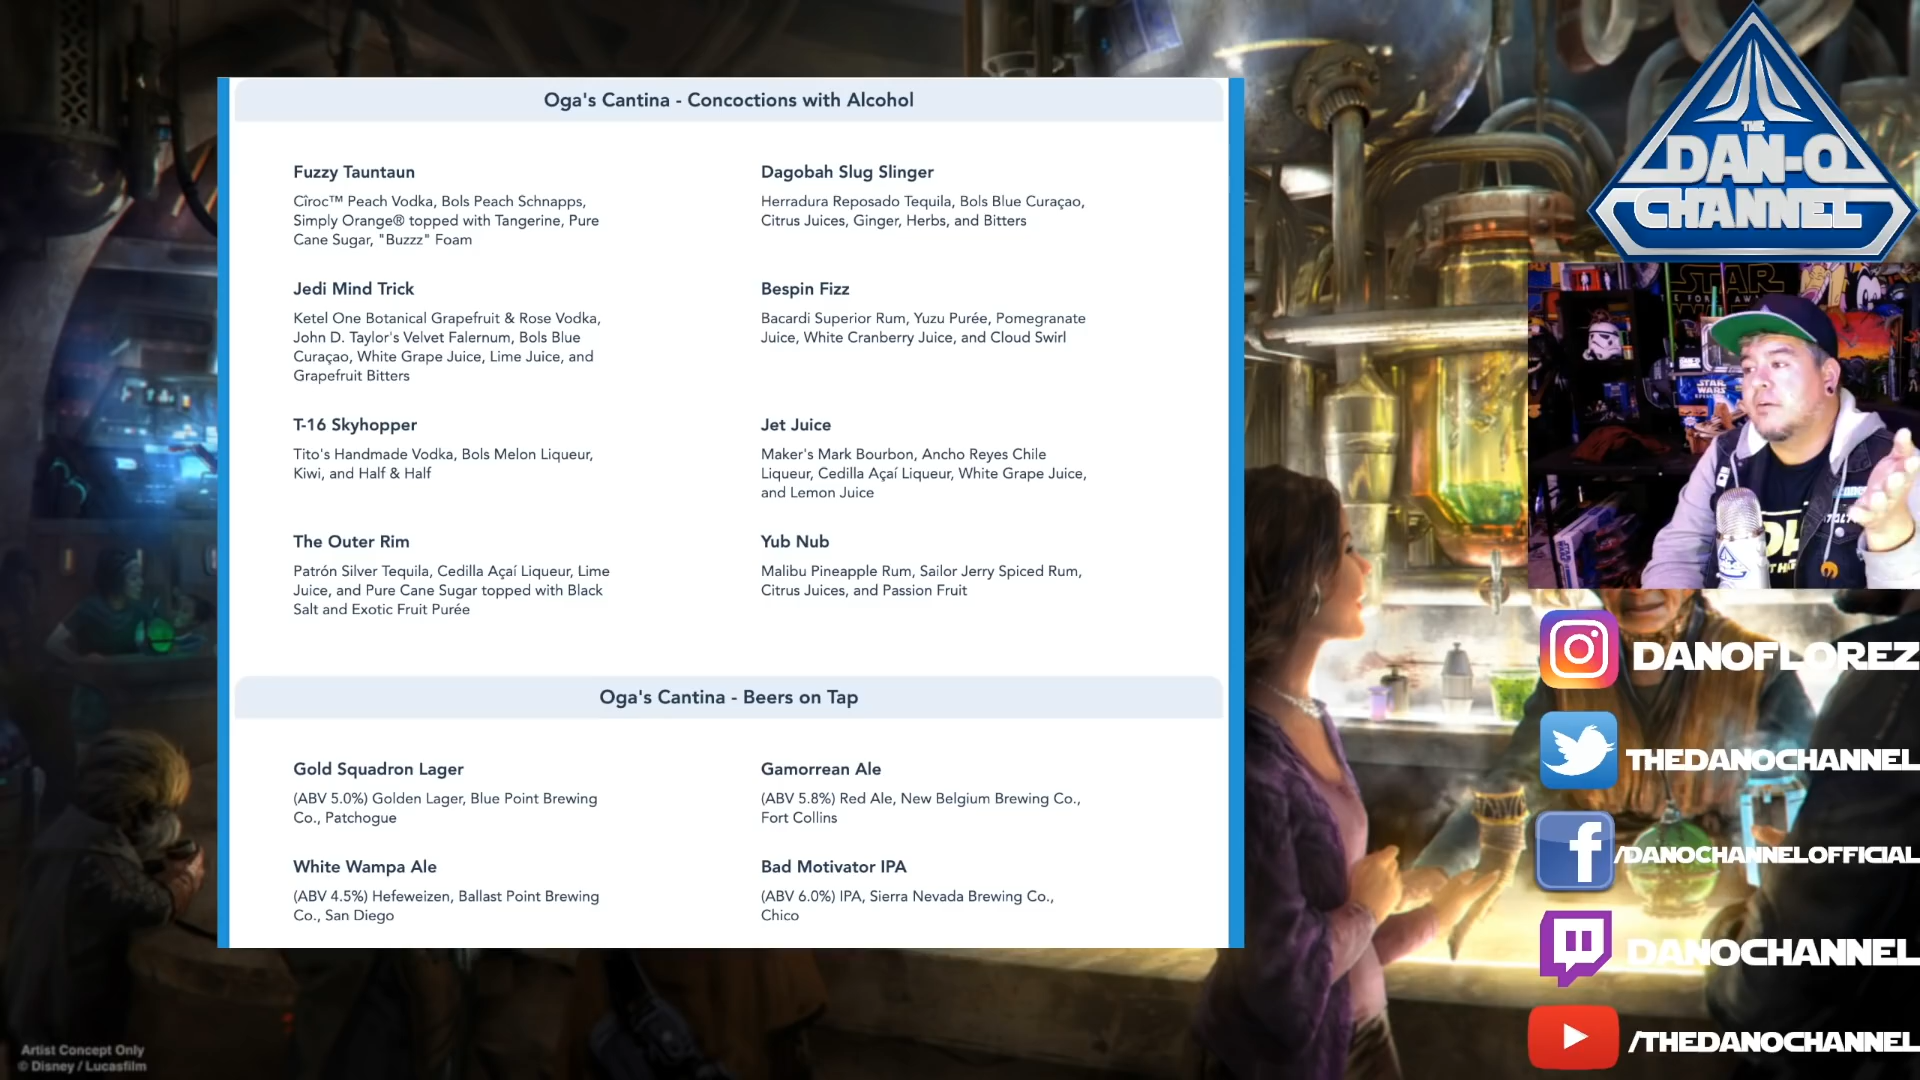 Oga's Cantina - Concoctions with Alcohol
Fuzzy Tauntaun
Cîroc™ Peach Vodka, Bols Peach Schnapps,
Simply Orange® topped with Tangerine, Pure
Cane Sugar, "Buzzz" Foam
Dagobah Slug Slinger
Herradura Reposado Tequila, Bols Blue Curaçao,
Citrus Juices, Ginger, Herbs, and Bitters
Jedi Mind Trick
Ketel One Botanical Grapefruit & Rose Vodka,
John D. Taylor's Velvet Falernum, Bols Blue
Curaçao, White Grape Juice, Lime Juice, and
Grapefruit Bitters
Bespin Fizz
Bacardi Superior Rum, Yuzu Purée, Pomegranate
Juice, White Cranberry Juice, and Cloud Swirl
T-16 Skyhopper
Tito's Handmade Vodka, Bols Melon Liqueur,
Kiwi, and Half & Half
Jet Juice
Maker's Mark Bourbon, Ancho Reyes Chile
Liqueur, Cedilla Açaí Liqueur, White Grape Juice,
and Lemon Juice
The Outer Rim
Patrón Silver Tequila, Cedilla Açaí Liqueur, Lime
Juice, and Pure Cane Sugar topped with Black
Salt and Exotic Fruit Purée
Yub Nub
Malibu Pineapple Rum, Sailor Jerry Spiced Rum,
Citrus Juices, and Passion Fruit
Oga's Cantina - Beers on Tap
Gold Squadron Lager
(ABV 5.0%) Golden Lager, Blue Point Brewing
Co., Patchogue
Gamorrean Ale
(ABV 5.8%) Red Ale, New Belgium Brewing Co.,
Fort Collins
White Wampa Ale
(ABV 4.5%) Hefeweizen, Ballast Point Brewing
Co., San Diego
Bad Motivator IPA
(ABV 6.0%) IPA, Sierra Nevada Brewing Co.,
Chico
THE
DAN-O
CHANNEL
STAR
STAR
WARS
DANOFLOREZ
THEDANOCHANNEL
/DANOCHANNELOFFICIAL
DANOCHANNEL
/THEDANOCHANNEL
Artist Concept Only
© Disney / Lucasfilm